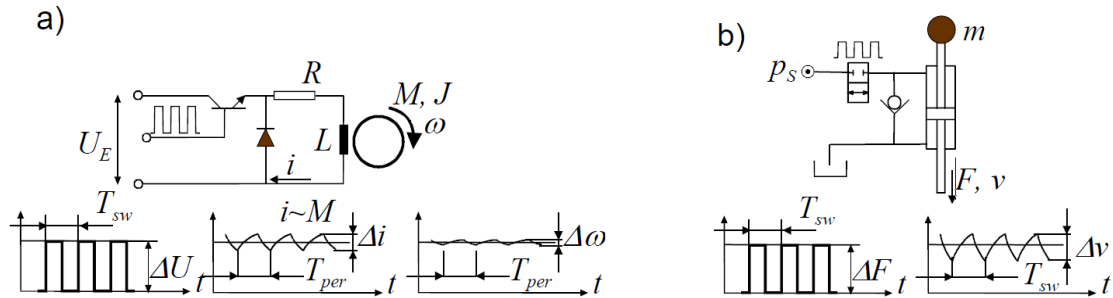 a)
R
M, J
ω
U_E
L
i
T_sw
i~M
Δi
Δω
ΔU
t
T_per
t
T_per
t
b)
m
p_S
F, v
T_sw
ΔF
t
Δv
T_sw
t